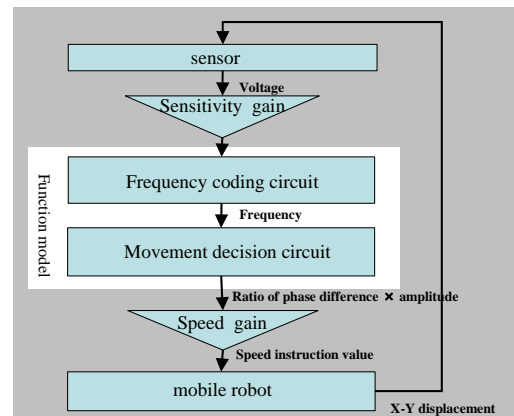 sensor
Voltage
Sensitivity gain
Function model
Frequency coding circuit
Frequency
Movement decision circuit
Ratio of phase difference × amplitude
Speed gain
Speed instruction value
mobile robot
X-Y displacement